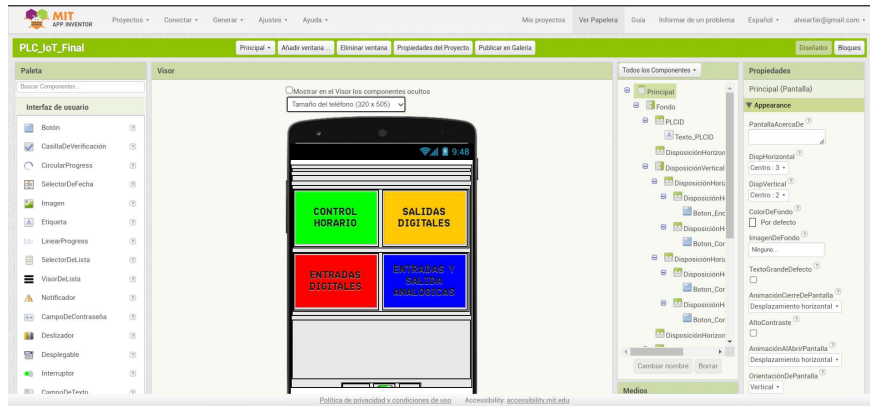 MIT
APP INVENTOR
Proyectos
Conectar
Generar
Ajustes
Ayuda
Mis proyectos
Ver Papelera
Guía
Informar de un problema
Español
alvearfar@gmail.com
PLC_IoT_Final
Principal
Añadir ventana...
Eliminar ventana
Propiedades del Proyecto
Publicar en Galería
Diseñador
Bloques
Paleta
Buscar Componentes...
Interfaz de usuario
Botón
CasillaDeVerificación
CircularProgress
SelectorDeFecha
Imagen
Etiqueta
LinearProgress
SelectorDeLista
VisorDeLista
Notificador
CampoDeContraseña
Deslizador
Desplegable
Interruptor
CampoDeTexto
Visor
Mostrar en el Visor los componentes ocultos
Tamaño del teléfono (320 x 505)
9:48
CONTROL
HORARIO
SALIDAS
DIGITALES
ENTRADAS
DIGITALES
ENTRADAS Y
SALIDA
ANALOGICAS
Todos los Componentes
Principal
Fondo
PLCID
Texto_PLCID
DisposiciónHorizon
DisposiciónVertical
DisposiciónHoriz
DisposiciónH
Boton_Enc
DisposiciónH
Boton_Cor
DisposiciónHoriz
DisposiciónH
Boton_Cor
DisposiciónH
Boton_Cor
DisposiciónHorizon
Cambiar nombre
Borrar
Medios
Propiedades
Principal (Pantalla)
Appearance
PantallaAcercaDe
DispHorizontal
Centro : 3
DispVertical
Centro : 2
ColorDeFondo
Por defecto
ImagenDeFondo
Ninguno...
TextoGrandeDefecto
AnimaciónCierreDePantalla
Desplazamiento horizontal
AltoContraste
AnimaciónAlAbrirPantalla
Desplazamiento horizontal
OrientaciónDePantalla
Vertical
Política de privacidad y condiciones de uso
Accessibility: accessibility.mit.edu